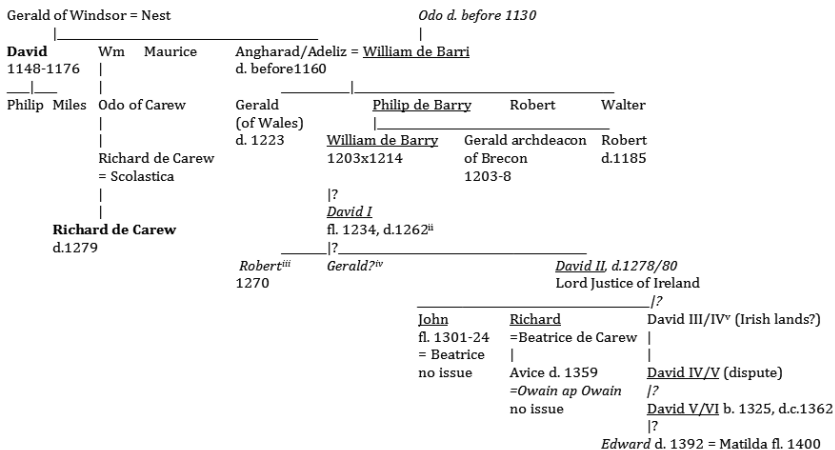 Gerald of Windsor = Nest Odo d. before 1130
David Wm Maurice Angharad/Adeliz = William de Barri
1148-1176 d. before1160
Philip Miles Odo of Carew Gerald Philip de Barry Robert Walter
(of Wales)
d. 1223 William de Barry Gerald archdeacon Robert
Richard de Carew 1203x1214 of Brecon d.1185
= Scolastica 1203-8
|?
David I
Richard de Carew fl. 1234, d.1262ii
d.1279 |?
Robertiii Gerald?iv David II, d.1278/80
1270 Lord Justice of Ireland
|?
John Richard David III/IVv (Irish lands?)
fl. 1301-24 =Beatrice de Carew
= Beatrice
no issue Avice d. 1359 David IV/V (dispute)
=Owain ap Owain |?
no issue David V/VI b. 1325, d.c.1362
|?
Edward d. 1392 = Matilda fl. 1400